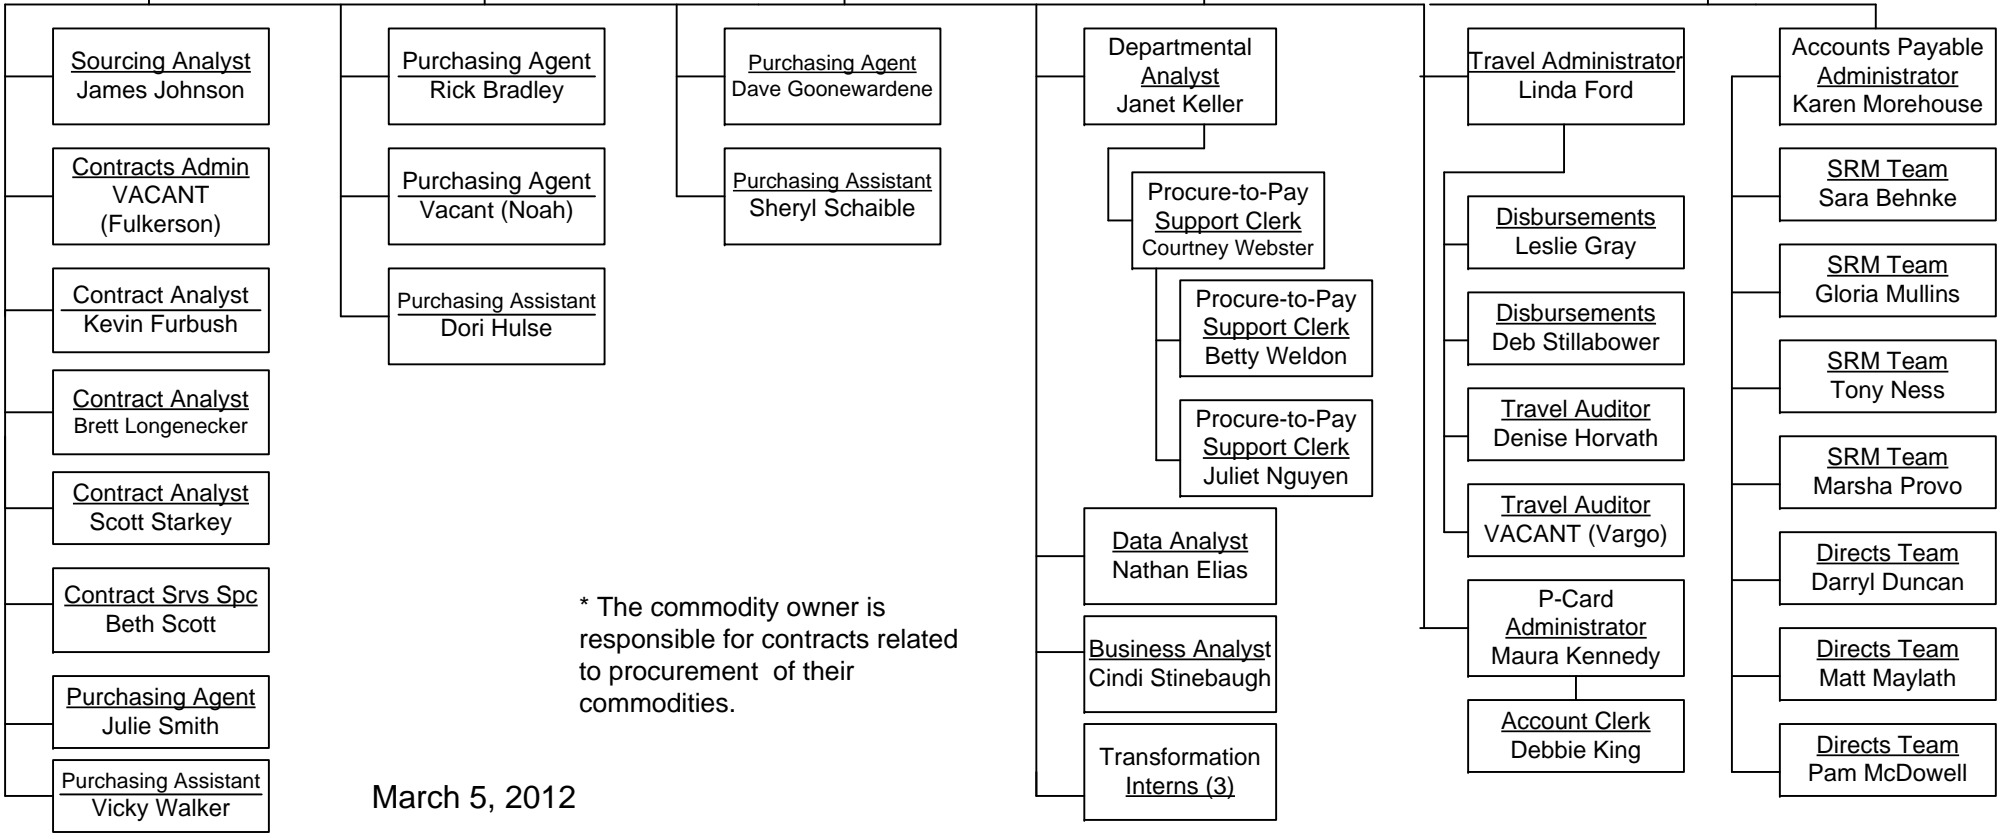 Sourcing Analyst
James Johnson
Contracts Admin
VACANT
(Fulkerson)
Contract Analyst
Kevin Furbush
Contract Analyst
Brett Longenecker
Contract Analyst
Scott Starkey
Contract Srvs Spc
Beth Scott
Purchasing Agent
Julie Smith
Purchasing Assistant
Vicky Walker
Purchasing Agent
Rick Bradley
Purchasing Agent
Vacant (Noah)
Purchasing Assistant
Dori Hulse
Purchasing Agent
Dave Goonewardene
Purchasing Assistant
Sheryl Schaible
* The commodity owner is
responsible for contracts related
to procurement of their
commodities.
March 5, 2012
Departmental
Analyst
Janet Keller
Procure-to-Pay
Support Clerk
Courtney Webster
Procure-to-Pay
Support Clerk
Betty Weldon
Procure-to-Pay
Support Clerk
Juliet Nguyen
Data Analyst
Nathan Elias
Business Analyst
Cindi Stinebaugh
Transformation
Interns (3)
Travel Administrator
Linda Ford
Disbursements
Leslie Gray
Disbursements
Deb Stillabower
Travel Auditor
Denise Horvath
Travel Auditor
VACANT (Vargo)
P-Card
Administrator
Maura Kennedy
Account Clerk
Debbie King
Accounts Payable
Administrator
Karen Morehouse
SRM Team
Sara Behnke
SRM Team
Gloria Mullins
SRM Team
Tony Ness
SRM Team
Marsha Provo
Directs Team
Darryl Duncan
Directs Team
Matt Maylath
Directs Team
Pam McDowell